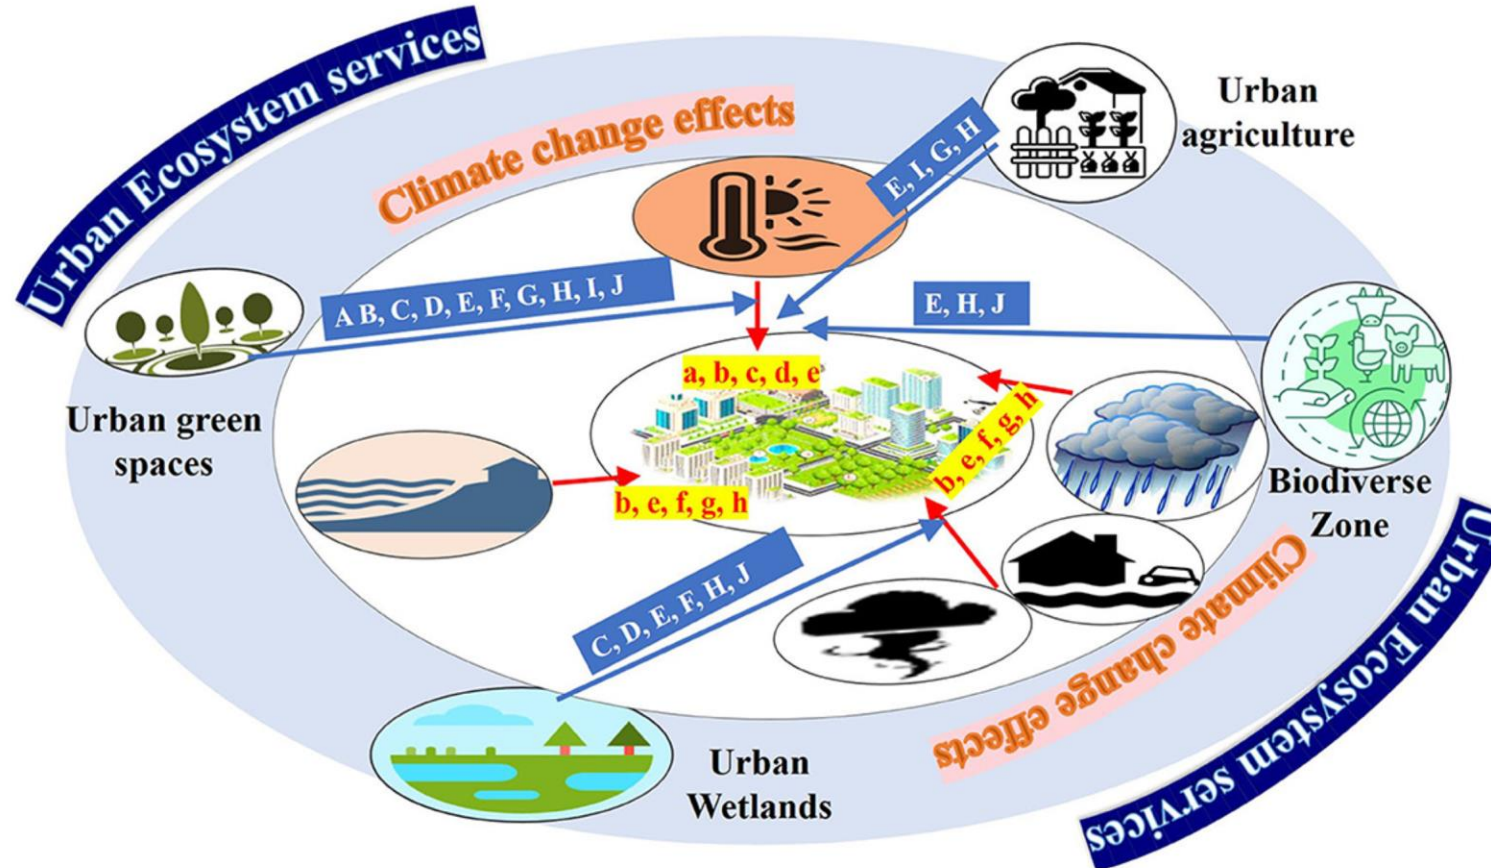 Urban Ecosystem services
Climate change effects
Urban
agriculture
E, I, G, H
A B, C, D, E, F, G, H, I, J
E, H, J
a, b, c, d, e
Urban green
spaces
b, e, f, g, h
b, e, f, g, h
Biodiverse
Zone
C, D, E, F, H, J
Climate change effects
Urban Ecosystem services
Urban
Wetlands